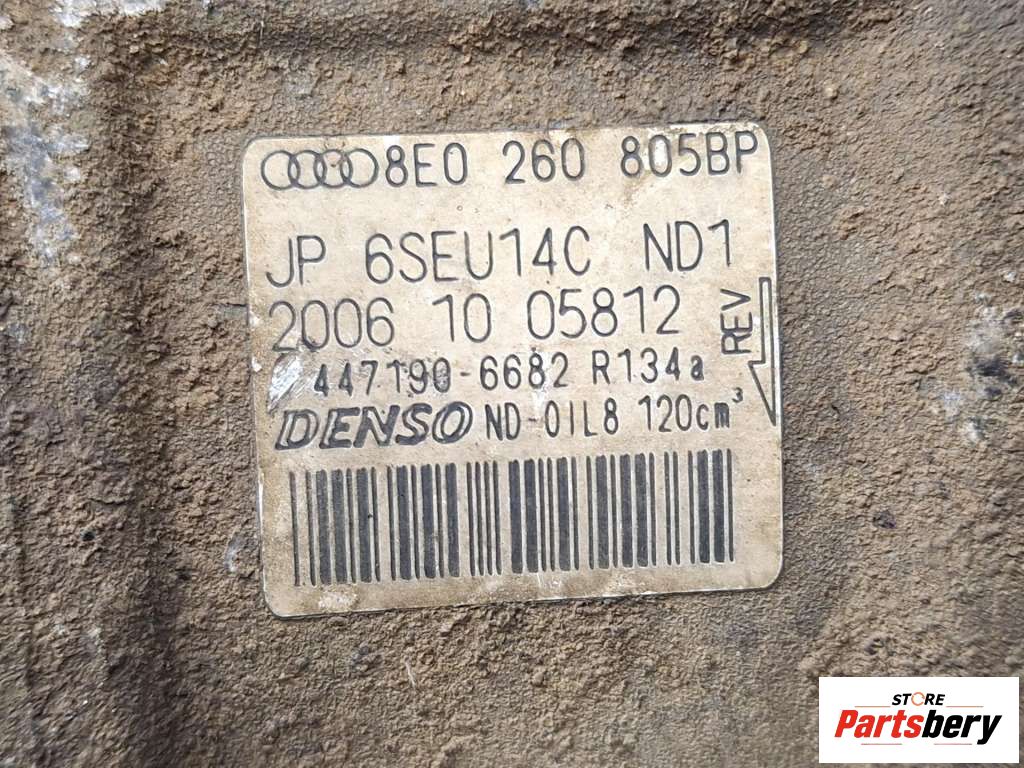 8E0 260 805BP
JP 6SEU14C ND1
2006 10 05812
REV
447190-6682 R134a
DENSO ND-OIL8 120cm³
STORE
Partsbery